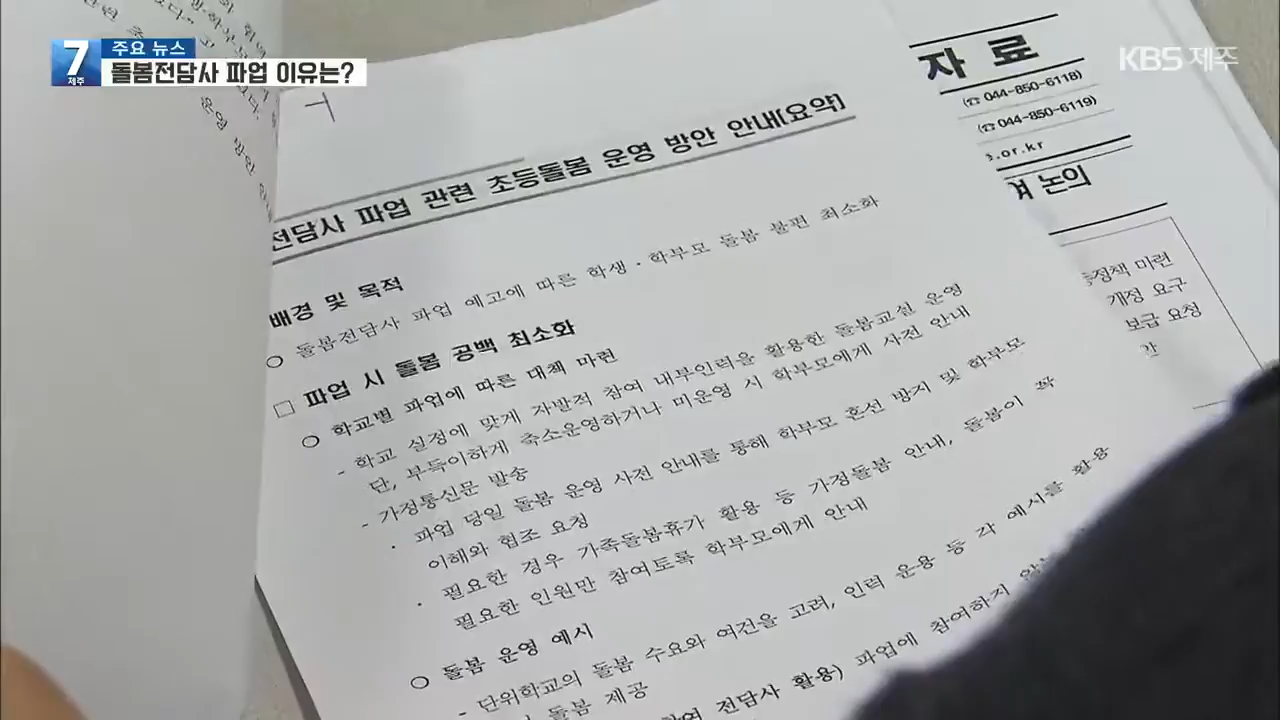 7 제주
주요 뉴스
돌봄전담사 파업 이유는?
KBS 제주
자 료
(☎ 044-850-6118)
(☎ 044-850-6119)
.or.kr
논의
정책 마련
개정 요구
보급 요청
안
전담사 파업 관련 초등돌봄 운영 방안 안내(요약)
배경 및 목적
○ 돌봄전담사 파업 예고에 따른 학생·학부모 돌봄 불편 최소화
□ 파업 시 돌봄 공백 최소화
○ 학교별 파업에 따른 대책 마련
- 학교 실정에 맞게 자발적 참여 내부인력을 활용한 돌봄교실 운영
단, 부득이하게 축소운영하거나 미운영 시 학부모에게 사전 안내
- 가정통신문 발송
· 파업 당일 돌봄 운영 사전 안내를 통해 학부모 혼선 방지 및 학부모
이해와 협조 요청
· 필요한 경우 가족돌봄휴가 활용 등 가정돌봄 안내, 돌봄이 꼭
필요한 인원만 참여토록 학부모에게 안내
○ 돌봄 운영 예시
- 단위학교의 돌봄 수요와 여건을 고려, 인력 운용 등 각 예시를 활용
돌봄 제공
전담사 활용) 파업에 참여하지